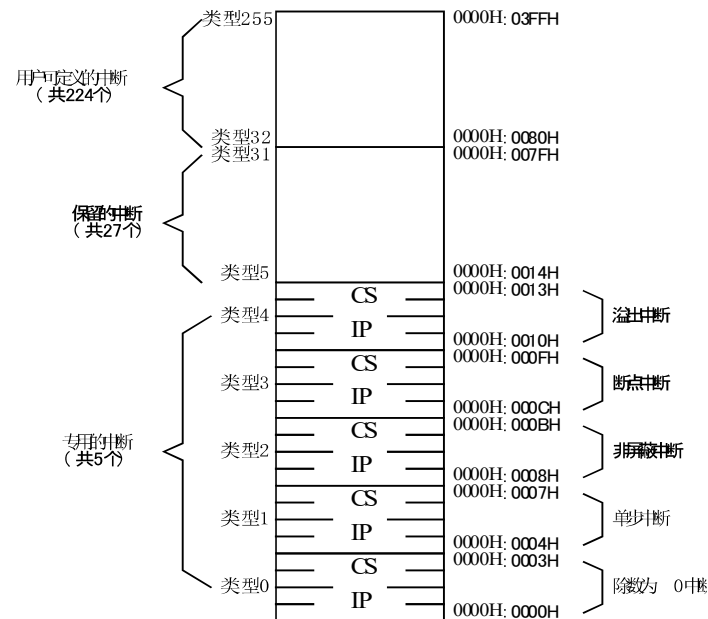 类型255
0000H: 03FFH
用户可定义的中断
(共224个)
类型32
0000H: 0080H
类型31
0000H: 007FH
保留的中断
(共27个)
类型5
0000H: 0014H
0000H: 0013H
CS
类型4
溢出中断
IP
0000H: 0010H
0000H: 000FH
CS
类型3
断点中断
IP
0000H: 000CH
0000H: 000BH
CS
专用的中断
(共5个)
类型2
非屏蔽中断
IP
0000H: 0008H
0000H: 0007H
CS
类型1
单步中断
IP
0000H: 0004H
0000H: 0003H
CS
类型0
除数为 0中断
IP
0000H: 0000H